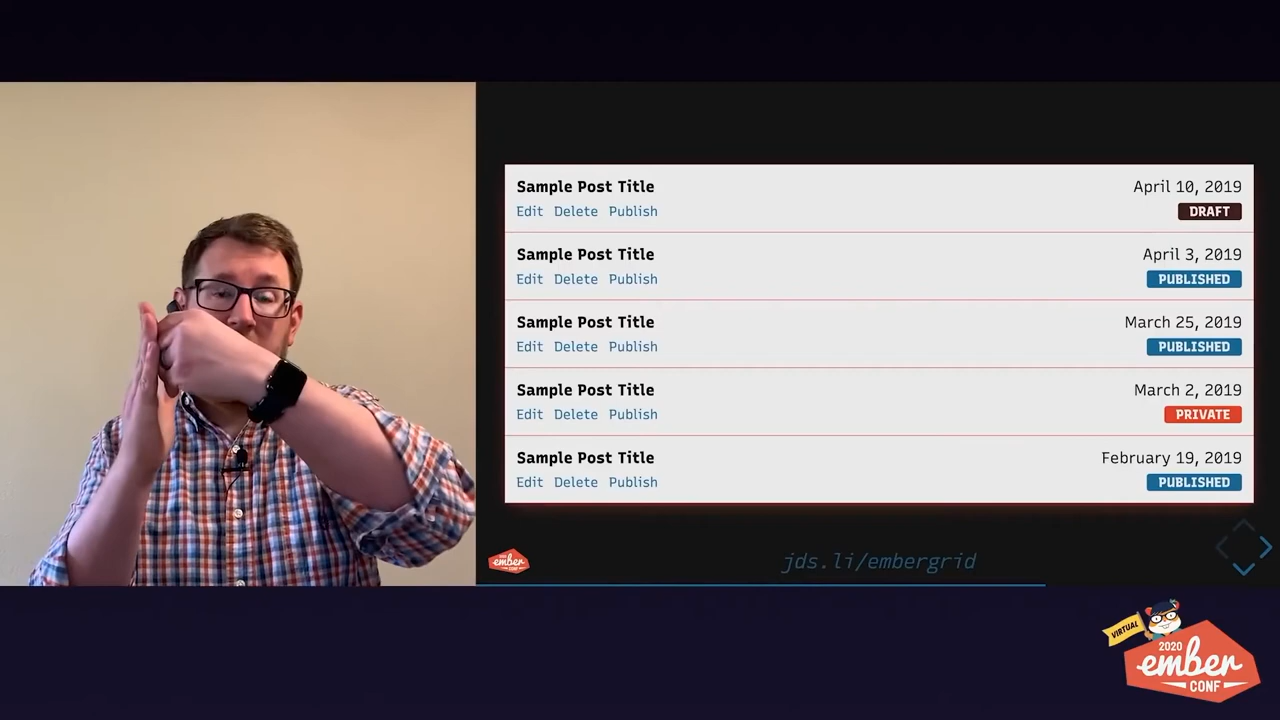 Sample Post Title
April 10, 2019
Edit Delete Publish
DRAFT
Sample Post Title
April 3, 2019
Edit Delete Publish
PUBLISHED
Sample Post Title
March 25, 2019
Edit Delete Publish
PUBLISHED
Sample Post Title
March 2, 2019
Edit Delete Publish
PRIVATE
Sample Post Title
February 19, 2019
Edit Delete Publish
PUBLISHED
ember
CONF
jds.li/embergrid
VIRTUAL
2020
ember
CONF